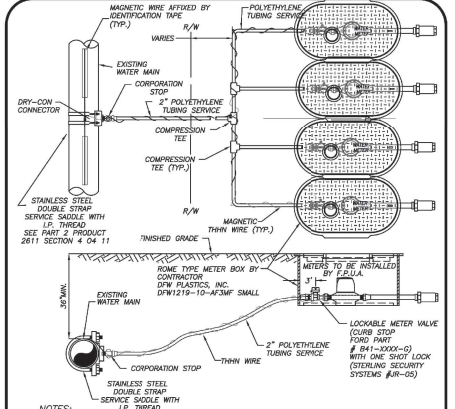 MAGNETIC WIRE AFFIXED BY
IDENTIFICATION TAPE
(TYP.)
R/W
VARIES
POLYETHYLENE
TUBING SERVICE
EXISTING
WATER MAIN
CORPORATION
STOP
2" POLYETHYLENE
TUBING SERVICE
DRY-CON
CONNECTOR
COMPRESSION
TEE
COMPRESSION
TEE (TYP.)
WATER
METER
WATER
METER
WATER
METER
WATER
METER
STAINLESS STEEL
DOUBLE STRAP
SERVICE SADDLE WITH
I.P. THREAD
SEE PART 2 PRODUCT
2611 SECTION 4 04 11
R/W
MAGNETIC
THHN WIRE (TYP.)
FINISHED GRADE
ROME TYPE METER BOX BY
CONTRACTOR
DFW PLASTICS, INC.
DFW1219-10-AF3MF SMALL
METERS TO BE INSTALLED
BY F.P.U.A.
3'
36"MIN.
EXISTING
WATER MAIN
LOCKABLE METER VALVE
(CURB STOP
FORD PART
# B41-XXXX-G)
WITH ONE SHOT LOCK
(STERLING SECURITY
SYSTEMS #JR-05)
2" POLYETHYLENE
TUBING SERVICE
THHN WIRE
CORPORATION STOP
STAINLESS STEEL
DOUBLE STRAP
SERVICE SADDLE WITH
I.P. THREAD
NOTES: